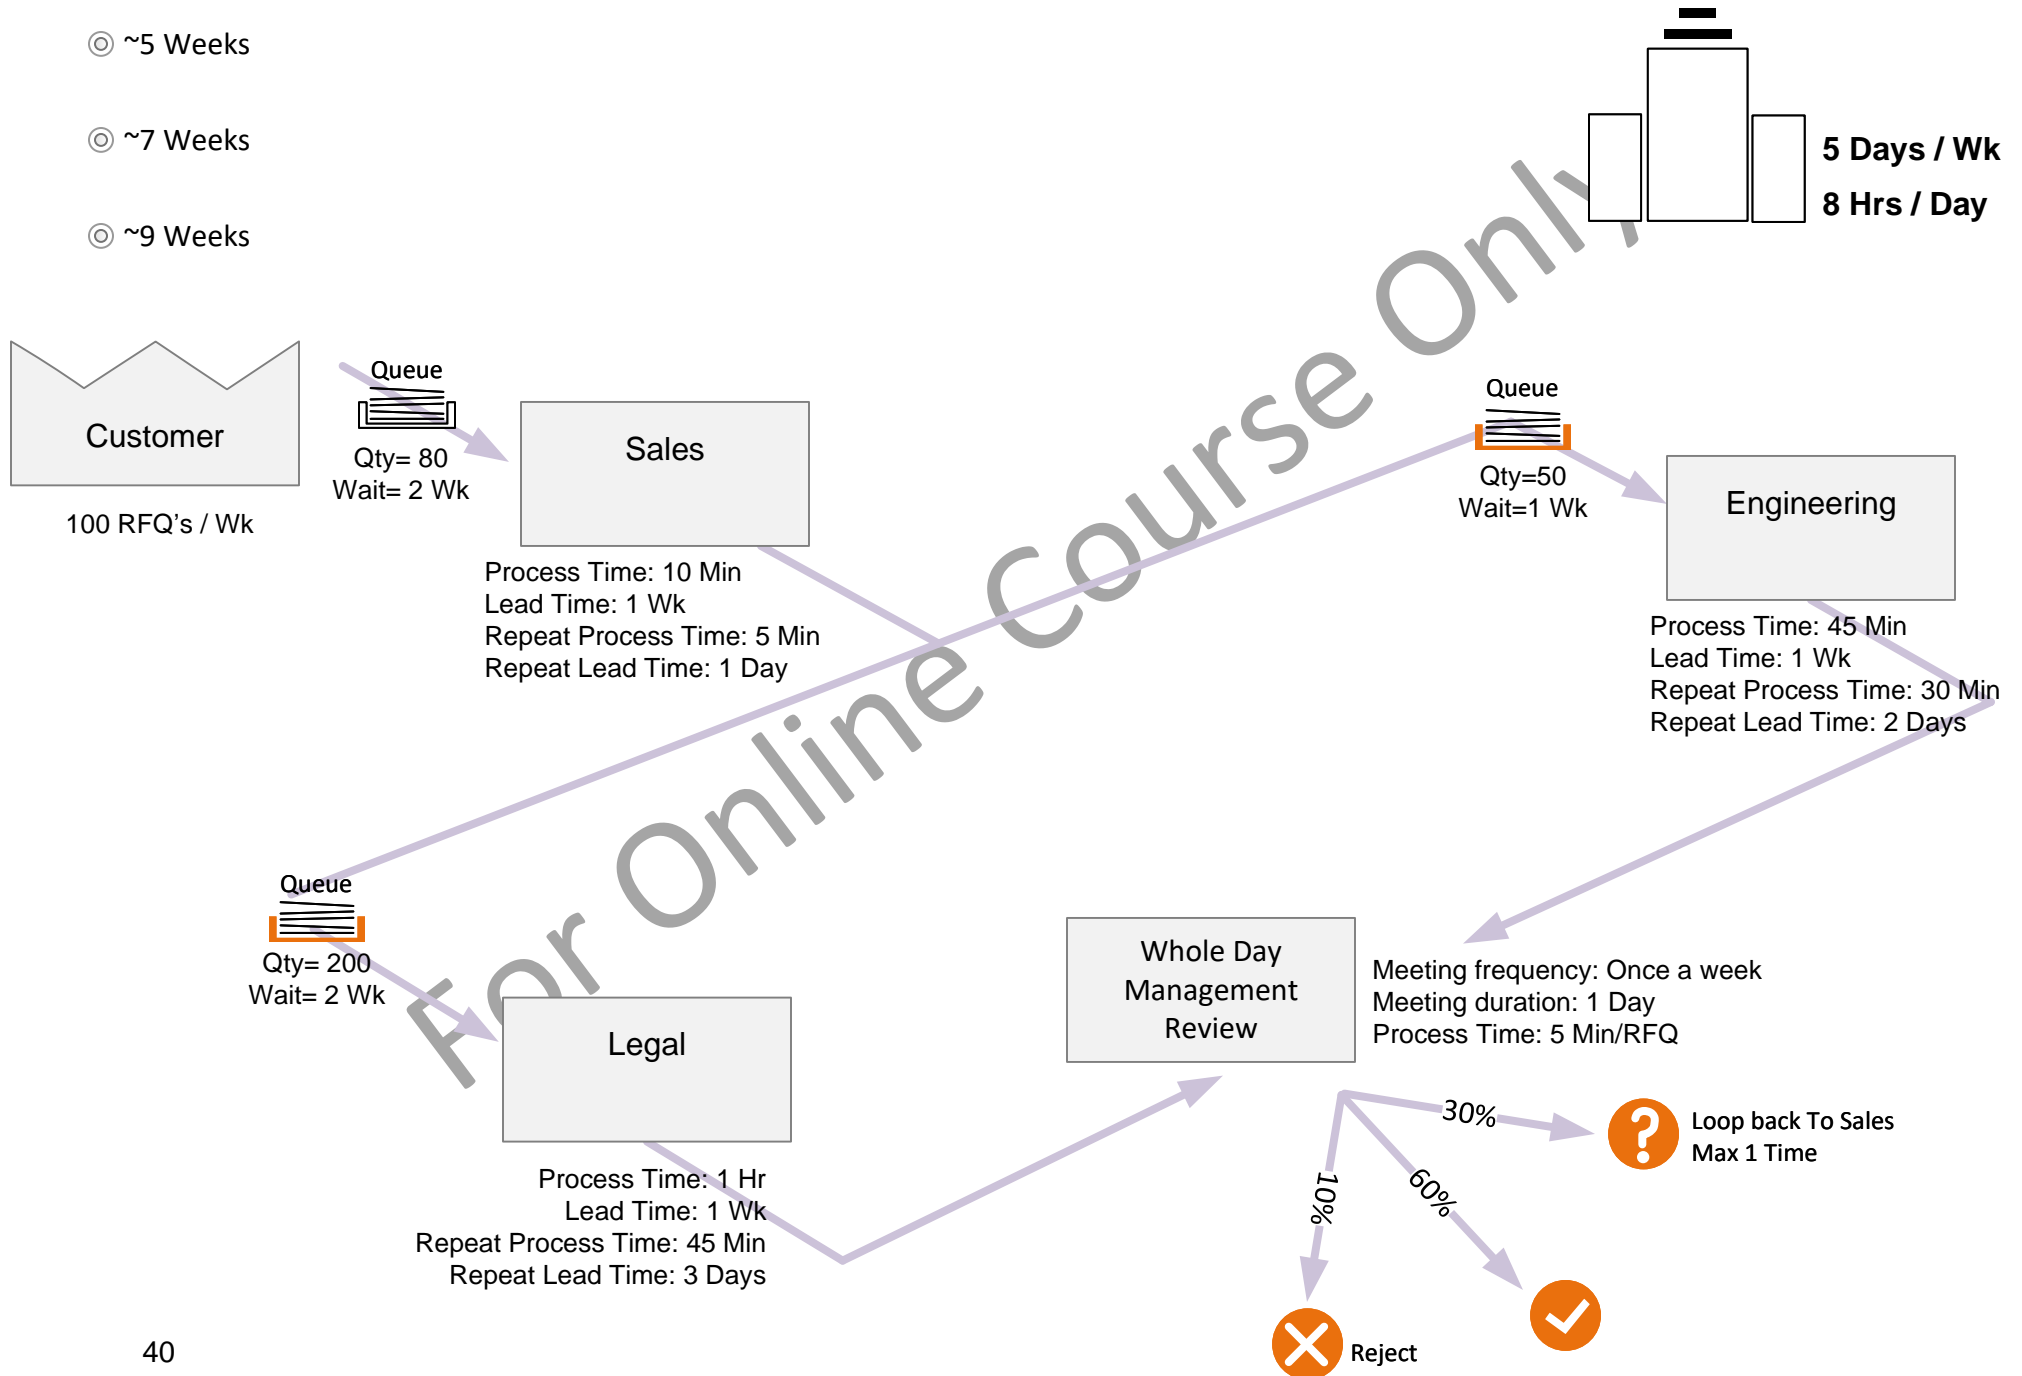 ~5 Weeks
~7 Weeks
~9 Weeks
5 Days / Wk
8 Hrs / Day
Customer
100 RFQ's / Wk
Queue
Qty= 80
Wait= 2 Wk
Sales
Process Time: 10 Min
Lead Time: 1 Wk
Repeat Process Time: 5 Min
Repeat Lead Time: 1 Day
Queue
Qty=50
Wait=1 Wk
Engineering
Process Time: 45 Min
Lead Time: 1 Wk
Repeat Process Time: 30 Min
Repeat Lead Time: 2 Days
For Online Course Only
Queue
Qty= 200
Wait= 2 Wk
Legal
Process Time: 1 Hr
Lead Time: 1 Wk
Repeat Process Time: 45 Min
Repeat Lead Time: 3 Days
Whole Day
Management
Review
Meeting frequency: Once a week
Meeting duration: 1 Day
Process Time: 5 Min/RFQ
30%
Loop back To Sales
Max 1 Time
60%
10%
Reject
40